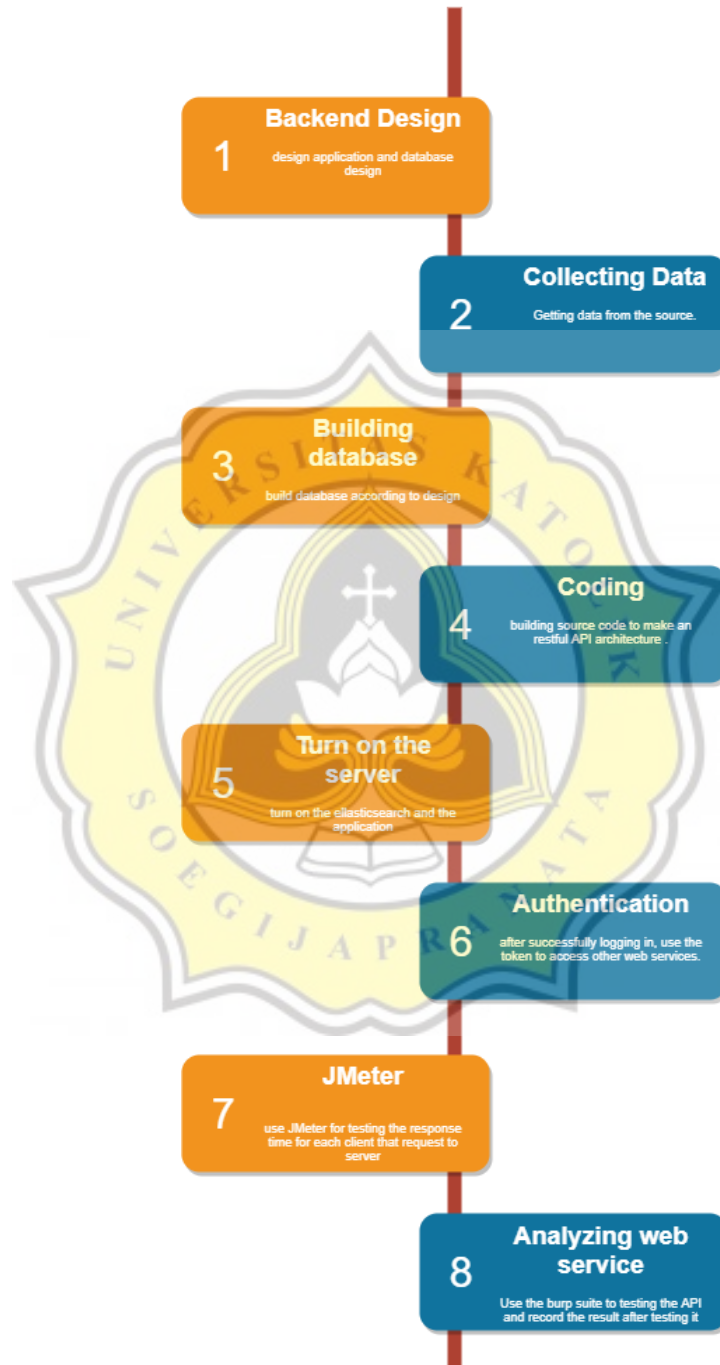 Backend Design
1
design application and database
design
Collecting Data
2
Getting data from the source.
Building
database
3
build database according to design
Coding
4
building source code to make an
restful API architecture .
Turn on the
server
5
turn on the eilasticsearch and the
application
Authentication
6
after successfully logging in, use the
token to access other web services.
JMeter
7
use JMeter for testing the response
time for each client that request to
server
Analyzing web
service
8
Use the burp suite to testing the API
and record the result after testing it
UNIVERSITAS KATOLIK
SOEGIJAPRANATA